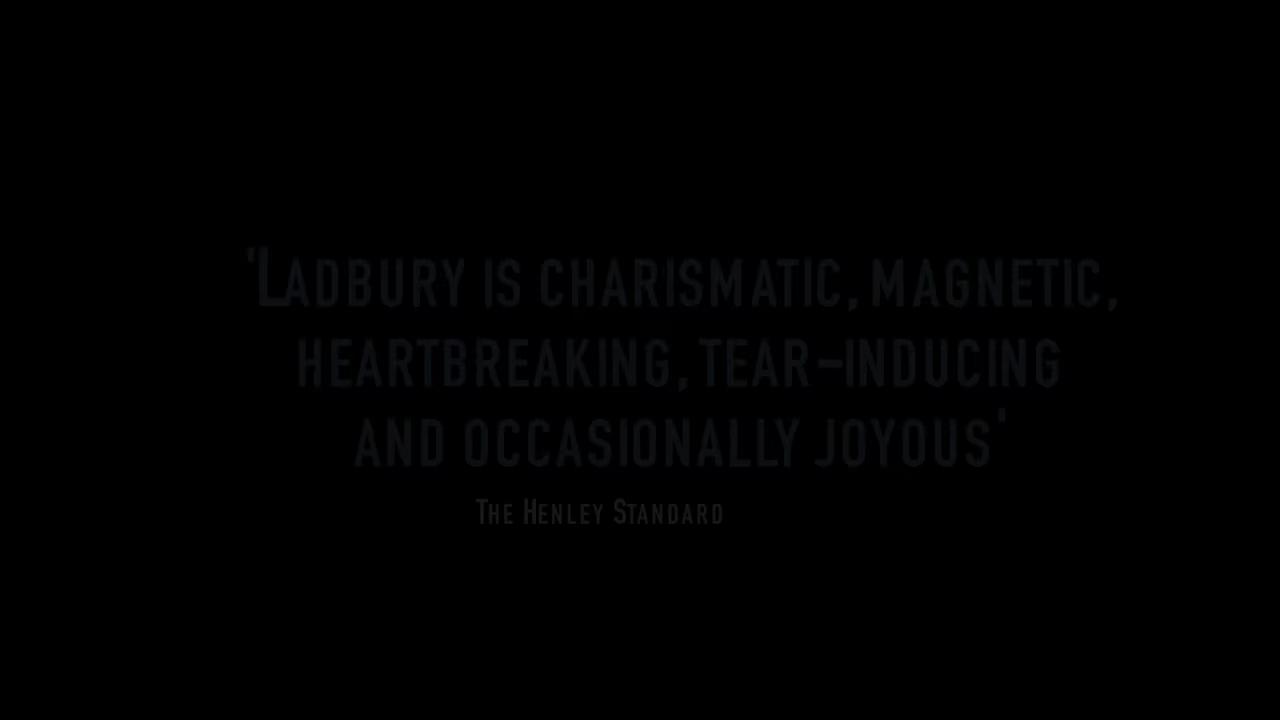 'Ladbury is charismatic, magnetic,
heartbreaking, tear-inducing
and occasionally joyous'
The Henley Standard